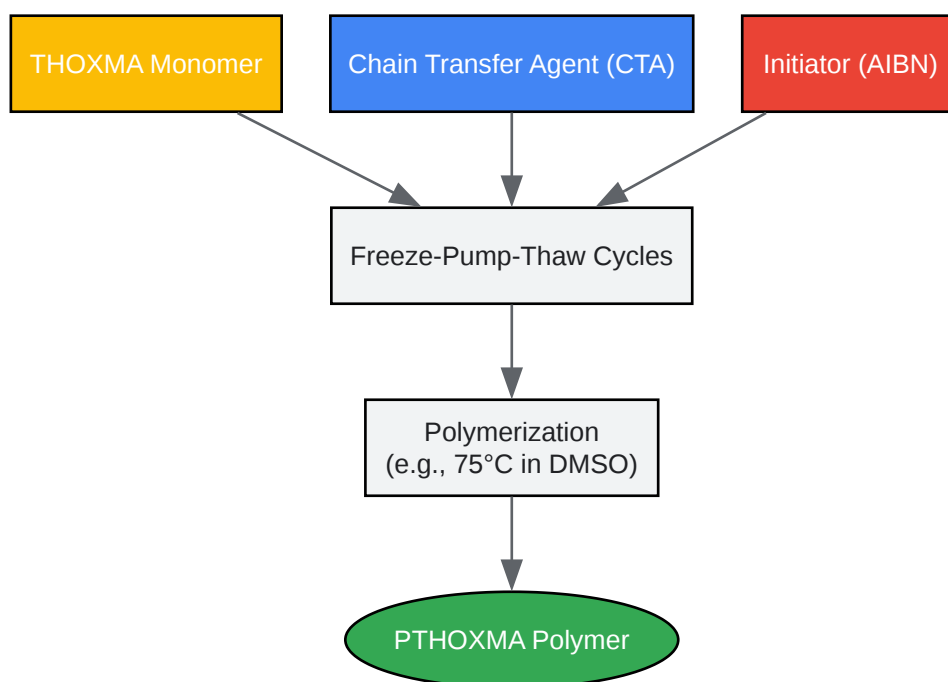 THOXMA Monomer
Chain Transfer Agent (CTA)
Initiator (AIBN)
Freeze-Pump-Thaw Cycles
Polymerization
(e.g., 75°C in DMSO)
PTHOXMA Polymer